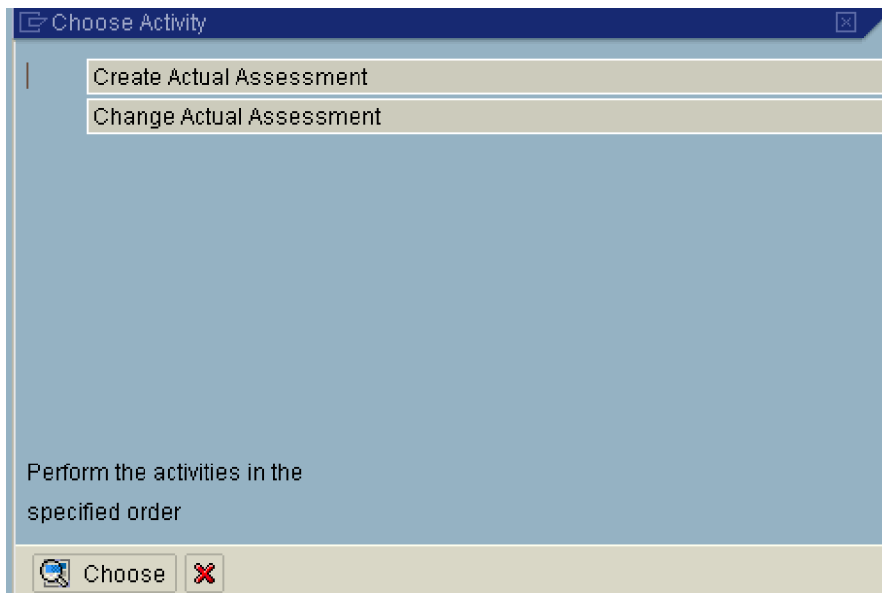 Choose Activity
Create Actual Assessment
Change Actual Assessment
Perform the activities in the
specified order
Choose